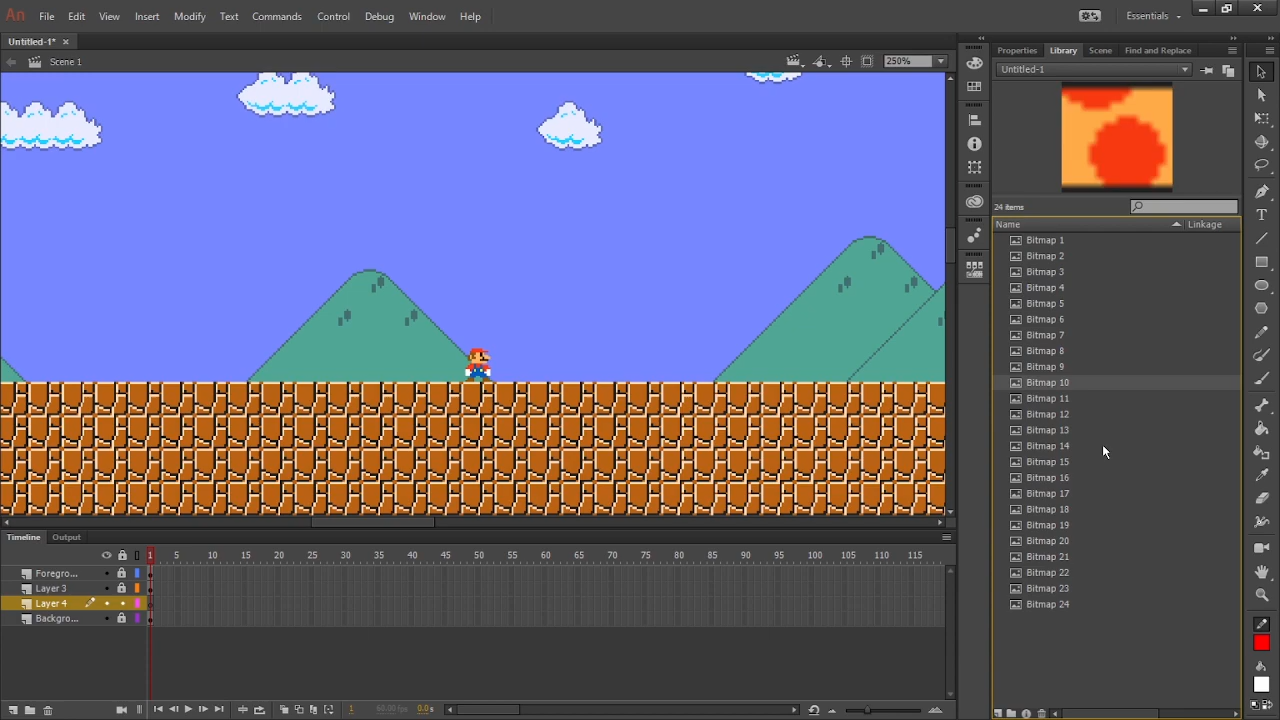 An File Edit View Insert Modify Text Commands Control Debug Window Help Essentials
Untitled-1* ×
Scene 1 250%
Properties Library Scene Find and Replace
Untitled-1
24 items
Name Linkage
Bitmap 1
Bitmap 2
Bitmap 3
Bitmap 4
Bitmap 5
Bitmap 6
Bitmap 7
Bitmap 8
Bitmap 9
Bitmap 10
Bitmap 11
Bitmap 12
Bitmap 13
Bitmap 14
Bitmap 15
Bitmap 16
Bitmap 17
Bitmap 18
Bitmap 19
Bitmap 20
Bitmap 21
Bitmap 22
Bitmap 23
Bitmap 24
Timeline Output
1 5 10 15 20 25 30 35 40 45 50 55 60 65 70 75 80 85 90 95 100 105 110 115
Foregro...
Layer 3
Layer 4
Backgro...
1 60.00 fps 0.0s